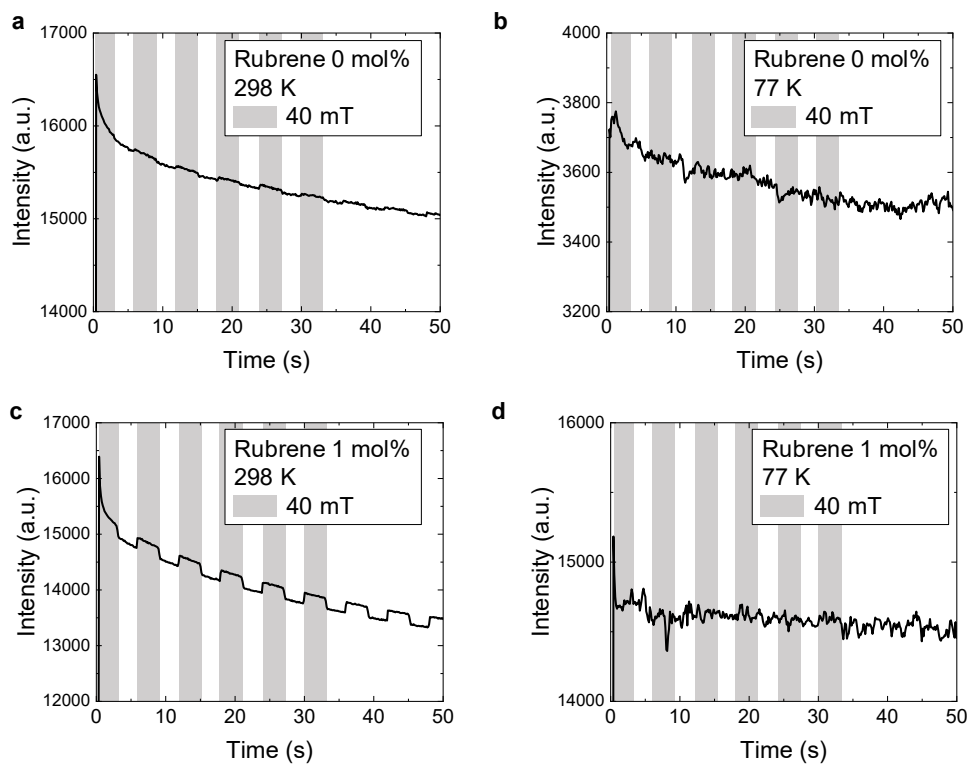 a
17000
16000
15000
14000
Intensity (a.u.)
Rubrene 0 mol%
298 K
40 mT
0
10
20
30
40
50
Time (s)
b
4000
3800
3600
3400
3200
Intensity (a.u.)
Rubrene 0 mol%
77 K
40 mT
0
10
20
30
40
50
Time (s)
c
17000
16000
15000
14000
13000
12000
Intensity (a.u.)
Rubrene 1 mol%
298 K
40 mT
0
10
20
30
40
50
Time (s)
d
16000
15000
14000
Intensity (a.u.)
Rubrene 1 mol%
77 K
40 mT
0
10
20
30
40
50
Time (s)